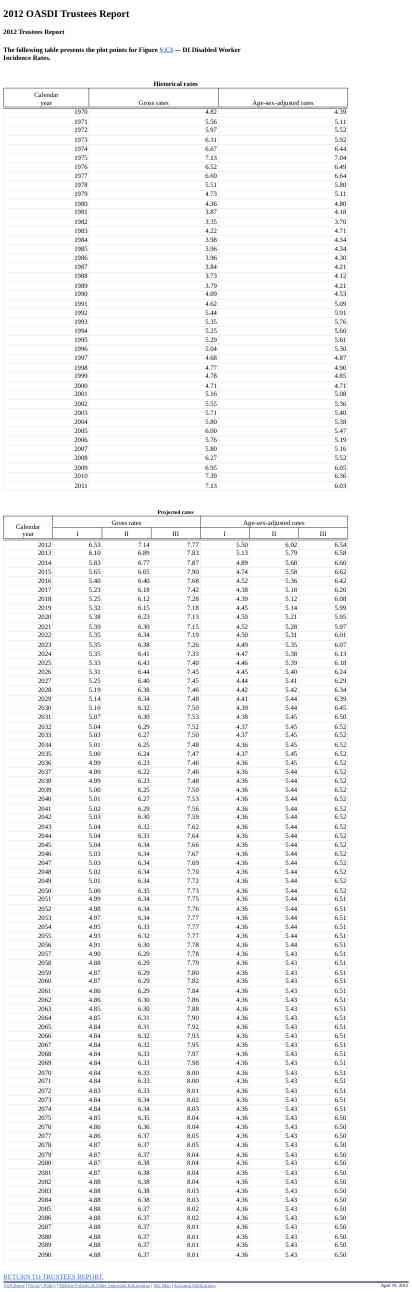 2012 OASDI Trustees Report
2012 Trustees Report
The following table presents the plot points for Figure V.C3 — DI Disabled Worker
Incidence Rates.
Historical rates
Calendar year Gross rates Age-sex-adjusted rates
1970 4.82 4.39
1971 5.56 5.11
1972 5.97 5.52
1973 6.31 5.92
1974 6.67 6.44
1975 7.13 7.04
1976 6.52 6.49
1977 6.60 6.64
1978 5.51 5.80
1979 4.73 5.11
1980 4.36 4.80
1981 3.87 4.18
1982 3.35 3.70
1983 4.22 4.71
1984 3.98 4.34
1985 3.96 4.34
1986 3.96 4.30
1987 3.84 4.21
1988 3.73 4.12
1989 3.79 4.21
1990 4.09 4.53
1991 4.62 5.09
1992 5.44 5.91
1993 5.35 5.76
1994 5.25 5.60
1995 5.29 5.61
1996 5.04 5.30
1997 4.68 4.87
1998 4.77 4.90
1999 4.78 4.85
2000 4.71 4.71
2001 5.16 5.08
2002 5.55 5.36
2003 5.71 5.40
2004 5.80 5.38
2005 6.00 5.47
2006 5.76 5.19
2007 5.80 5.16
2008 6.27 5.52
2009 6.95 6.05
2010 7.39 6.36
2011 7.13 6.03
Projected rates
Calendar year Gross rates Age-sex-adjusted rates
I II III I II III
2012 6.53 7.14 7.77 5.50 6.02 6.54
2013 6.10 6.89 7.83 5.13 5.79 6.58
2014 5.83 6.77 7.87 4.89 5.68 6.60
2015 5.65 6.65 7.90 4.74 5.58 6.62
2016 5.40 6.40 7.68 4.52 5.36 6.42
2017 5.23 6.18 7.42 4.38 5.18 6.20
2018 5.25 6.12 7.28 4.39 5.12 6.08
2019 5.32 6.15 7.18 4.45 5.14 5.99
2020 5.38 6.23 7.13 4.50 5.21 5.95
2021 5.39 6.30 7.15 4.52 5.28 5.97
2022 5.35 6.34 7.19 4.50 5.31 6.01
2023 5.35 6.38 7.26 4.49 5.35 6.07
2024 5.35 6.41 7.33 4.47 5.38 6.13
2025 5.33 6.43 7.40 4.46 5.39 6.18
2026 5.31 6.44 7.45 4.45 5.40 6.24
2027 5.25 6.40 7.45 4.44 5.41 6.29
2028 5.19 6.38 7.46 4.42 5.42 6.34
2029 5.14 6.34 7.48 4.41 5.44 6.39
2030 5.10 6.32 7.50 4.39 5.44 6.45
2031 5.07 6.30 7.53 4.38 5.45 6.50
2032 5.04 6.29 7.52 4.37 5.45 6.52
2033 5.03 6.27 7.50 4.37 5.45 6.52
2034 5.01 6.25 7.48 4.36 5.45 6.52
2035 5.00 6.24 7.47 4.37 5.45 6.52
2036 4.99 6.23 7.46 4.36 5.45 6.52
2037 4.99 6.22 7.46 4.36 5.44 6.52
2038 4.99 6.23 7.48 4.36 5.44 6.52
2039 5.00 6.25 7.50 4.36 5.44 6.52
2040 5.01 6.27 7.53 4.36 5.44 6.52
2041 5.02 6.29 7.56 4.36 5.44 6.52
2042 5.03 6.30 7.59 4.36 5.44 6.52
2043 5.04 6.32 7.62 4.36 5.44 6.52
2044 5.04 6.33 7.64 4.36 5.44 6.52
2045 5.04 6.34 7.66 4.36 5.44 6.52
2046 5.03 6.34 7.67 4.36 5.44 6.52
2047 5.03 6.34 7.69 4.36 5.44 6.52
2048 5.02 6.34 7.70 4.36 5.44 6.52
2049 5.01 6.34 7.72 4.36 5.44 6.52
2050 5.00 6.35 7.73 4.36 5.44 6.52
2051 4.99 6.34 7.75 4.36 5.44 6.51
2052 4.98 6.34 7.76 4.36 5.44 6.51
2053 4.97 6.34 7.77 4.36 5.44 6.51
2054 4.95 6.33 7.77 4.36 5.44 6.51
2055 4.93 6.32 7.77 4.36 5.44 6.51
2056 4.91 6.30 7.78 4.36 5.44 6.51
2057 4.90 6.29 7.78 4.36 5.43 6.51
2058 4.88 6.29 7.79 4.36 5.43 6.51
2059 4.87 6.29 7.80 4.36 5.43 6.51
2060 4.87 6.29 7.82 4.36 5.43 6.51
2061 4.86 6.29 7.84 4.36 5.43 6.51
2062 4.86 6.30 7.86 4.36 5.43 6.51
2063 4.85 6.30 7.88 4.36 5.43 6.51
2064 4.85 6.31 7.90 4.36 5.43 6.51
2065 4.84 6.31 7.92 4.36 5.43 6.51
2066 4.84 6.32 7.93 4.36 5.43 6.51
2067 4.84 6.32 7.95 4.36 5.43 6.51
2068 4.84 6.33 7.97 4.36 5.43 6.51
2069 4.84 6.33 7.98 4.36 5.43 6.51
2070 4.84 6.33 8.00 4.36 5.43 6.51
2071 4.84 6.33 8.00 4.36 5.43 6.51
2072 4.83 6.33 8.01 4.36 5.43 6.51
2073 4.84 6.34 8.02 4.36 5.43 6.51
2074 4.84 6.34 8.03 4.36 5.43 6.51
2075 4.85 6.35 8.04 4.36 5.43 6.50
2076 4.86 6.36 8.04 4.36 5.43 6.50
2077 4.86 6.37 8.05 4.36 5.43 6.50
2078 4.87 6.37 8.05 4.36 5.43 6.50
2079 4.87 6.37 8.04 4.36 5.43 6.50
2080 4.87 6.38 8.04 4.36 5.43 6.50
2081 4.87 6.38 8.04 4.36 5.43 6.50
2082 4.88 6.38 8.03 4.36 5.43 6.50
2083 4.88 6.38 8.03 4.36 5.43 6.50
2084 4.88 6.38 8.03 4.36 5.43 6.50
2085 4.88 6.37 8.02 4.36 5.43 6.50
2086 4.88 6.37 8.02 4.36 5.43 6.50
2087 4.88 6.37 8.01 4.36 5.43 6.50
2088 4.88 6.37 8.01 4.36 5.43 6.50
2089 4.88 6.37 8.01 4.36 5.43 6.50
2090 4.88 6.37 8.01 4.36 5.43 6.50
RETURN TO TRUSTEES REPORT
April 19, 2012